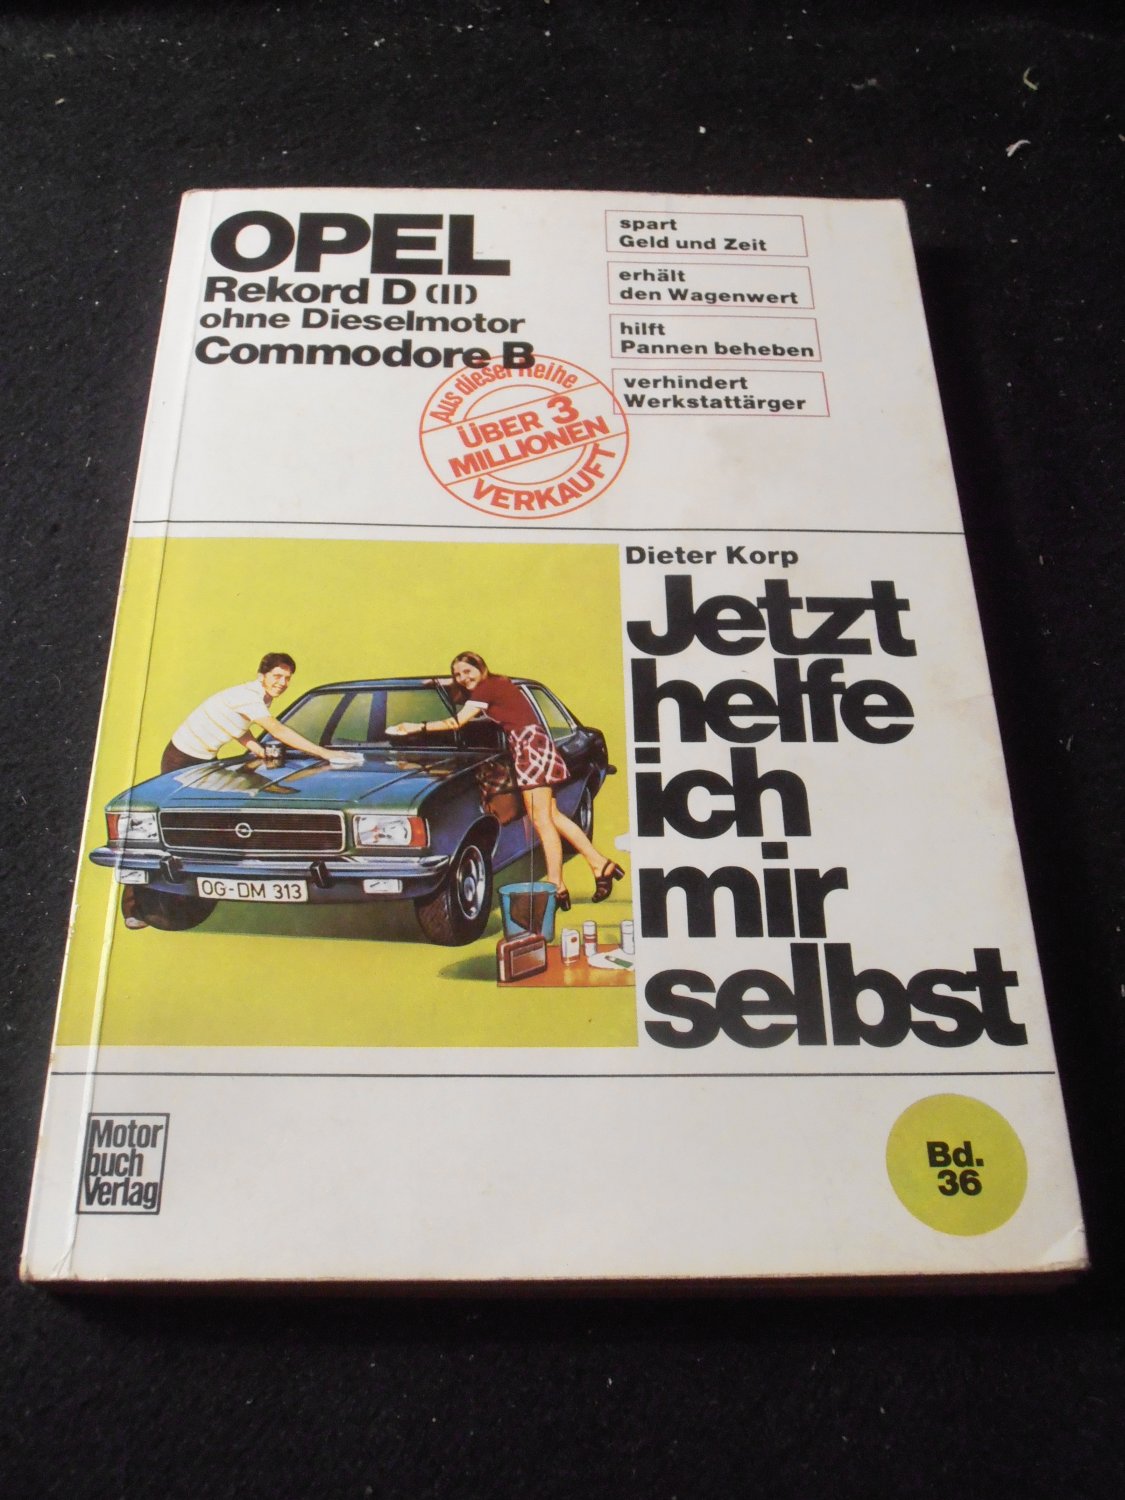 OPEL
Rekord D (II)
ohne Dieselmotor
Commodore B
spart
Geld und Zeit
erhält
den Wagenwert
hilft
Pannen beheben
verhindert
Werkstattärger
Aus dieser Reihe
ÜBER 3
MILLIONEN
VERKAUFT
Dieter Korp
Jetzt
helfe
ich
mir
selbst
OG-DM 313
Motor
buch
Verlag
Bd.
36